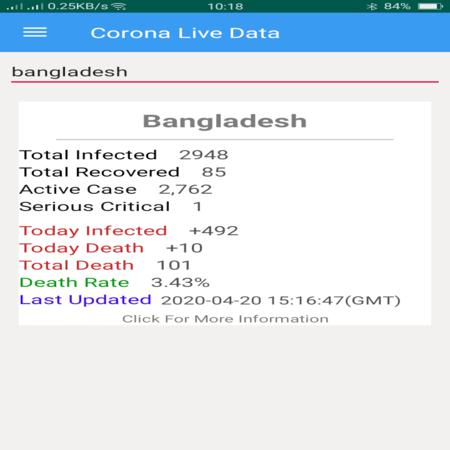 0.25KB/s 10:18 84%
Corona Live Data
bangladesh
Bangladesh
Total Infected 2948
Total Recovered 85
Active Case 2,762
Serious Critical 1
Today Infected +492
Today Death +10
Total Death 101
Death Rate 3.43%
Last Updated 2020-04-20 15:16:47(GMT)
Click For More Information